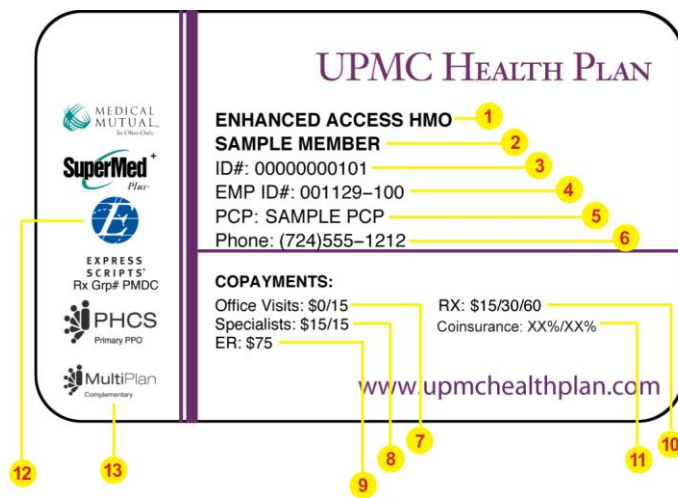 UPMC HEALTH PLAN
MEDICAL
MUTUAL
In Ohio Only
SuperMed +
Plus
E
EXPRESS
SCRIPTS®
Rx Grp# PMDC
PHCS
Primary PPO
MultiPlan
Complementary
ENHANCED ACCESS HMO 1
SAMPLE MEMBER 2
ID#: 00000000101 3
EMP ID#: 001129–100 4
PCP: SAMPLE PCP 5
Phone: (724)555–1212 6
COPAYMENTS:
Office Visits: $0/15
Specialists: $15/15
ER: $75
RX: $15/30/60
Coinsurance: XX%/XX%
www.upmchealthplan.com
7
8
9
10
11
12
13